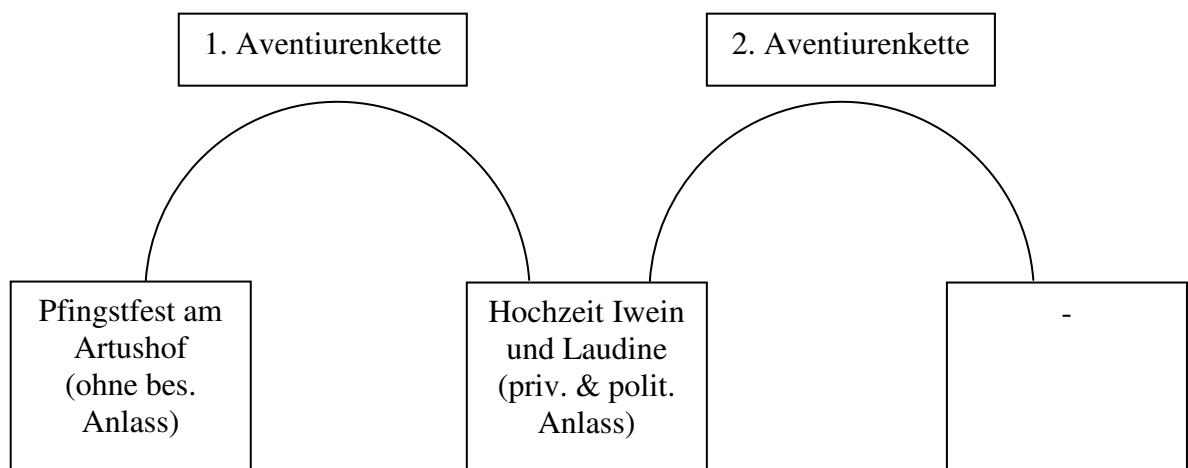 1. Aventiurenkette
2. Aventiurenkette
Pfingstfest am
Artushof
(ohne bes.
Anlass)
Hochzeit Iwein
und Laudine
(priv. & polit.
Anlass)
-